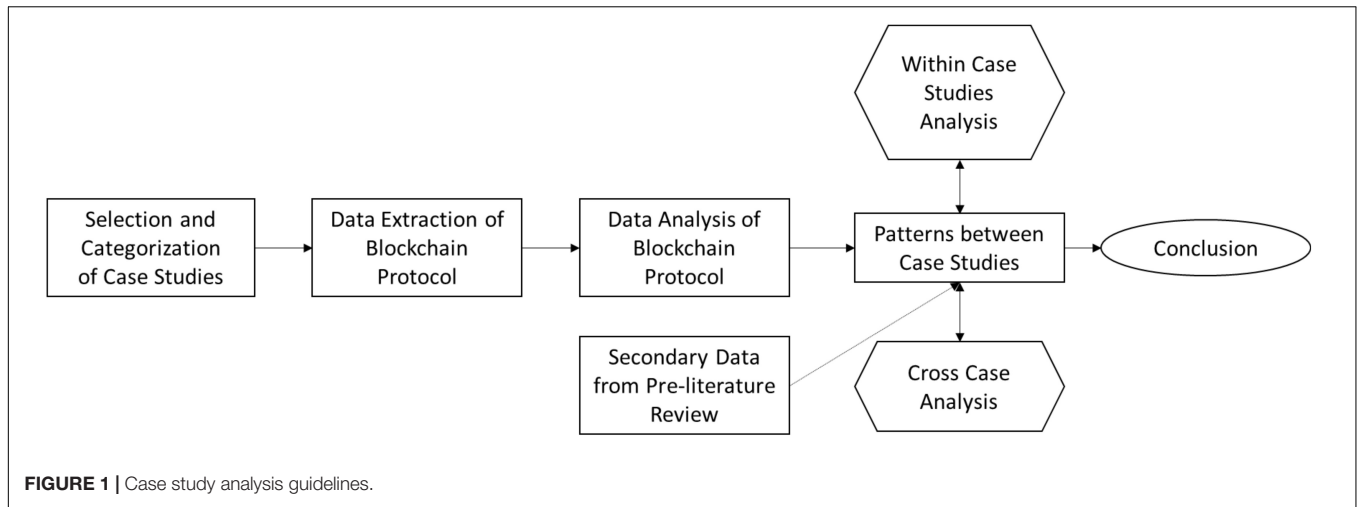 Within Case
Studies
Analysis
Selection and
Categorization
of Case Studies
Data Extraction of
Blockchain
Protocol
Data Analysis of
Blockchain
Protocol
Patterns between
Case Studies
Conclusion
Secondary Data
from Pre-literature
Review
Cross Case
Analysis
FIGURE 1 | Case study analysis guidelines.